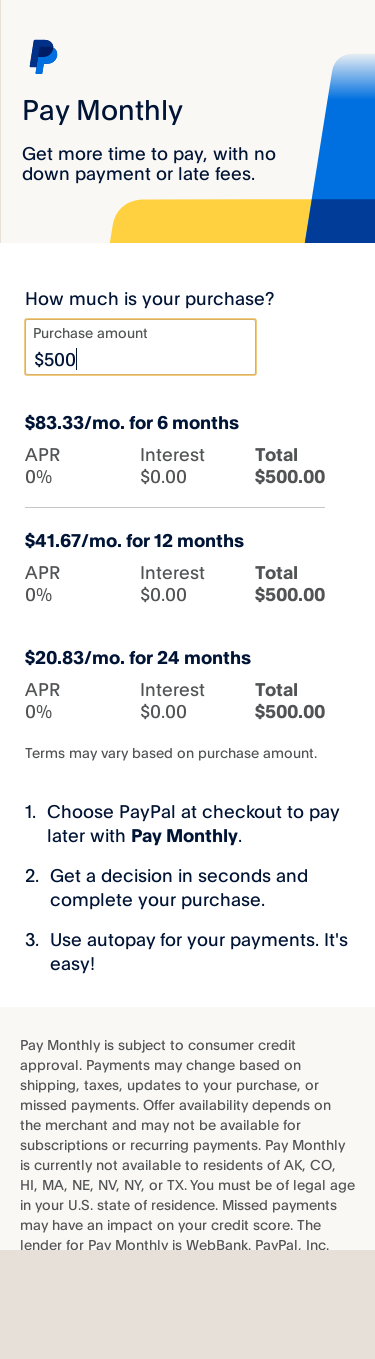 Pay Monthly
Get more time to pay, with no
down payment or late fees.
How much is your purchase?
Purchase amount
$500
$83.33/mo. for 6 months
APR Interest Total
0% $0.00 $500.00
$41.67/mo. for 12 months
APR Interest Total
0% $0.00 $500.00
$20.83/mo. for 24 months
APR Interest Total
0% $0.00 $500.00
Terms may vary based on purchase amount.
1. Choose PayPal at checkout to pay
later with Pay Monthly.
2. Get a decision in seconds and
complete your purchase.
3. Use autopay for your payments. It's
easy!
Pay Monthly is subject to consumer credit
approval. Payments may change based on
shipping, taxes, updates to your purchase, or
missed payments. Offer availability depends on
the merchant and may not be available for
subscriptions or recurring payments. Pay Monthly
is currently not available to residents of AK, CO,
HI, MA, NE, NV, NY, or TX. You must be of legal age
in your U.S. state of residence. Missed payments
may have an impact on your credit score. The
lender for Pay Monthly is WebBank. PayPal, Inc.